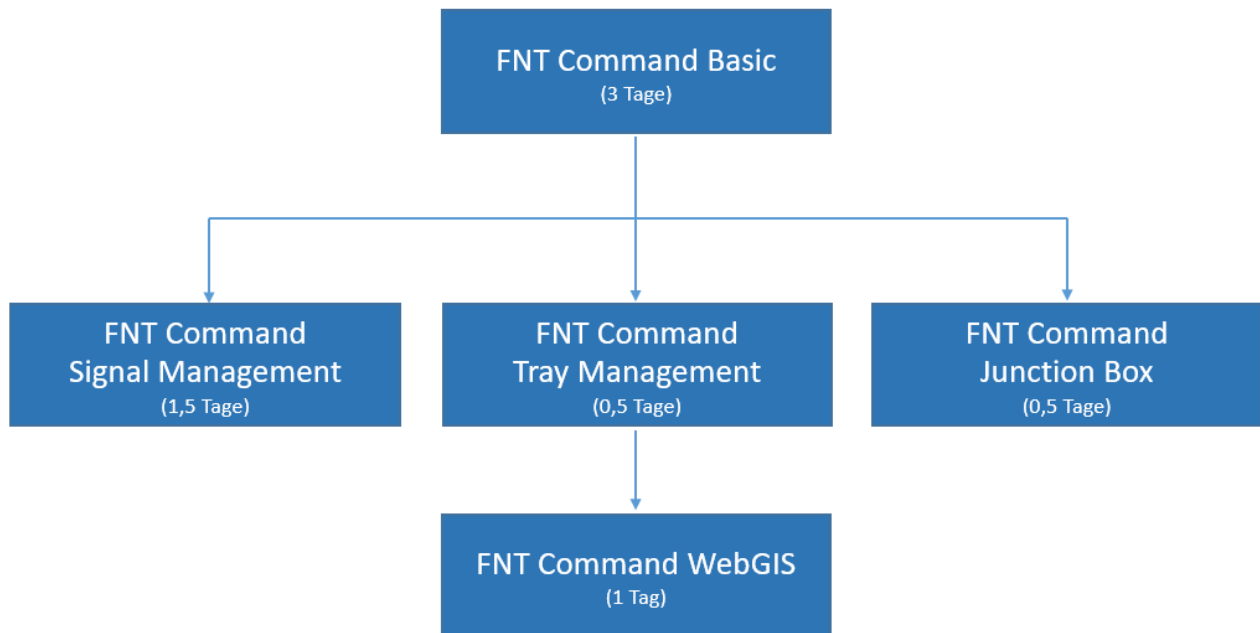 FNT Command Basic
(3 Tage)
FNT Command
Signal Management
(1,5 Tage)
FNT Command
Tray Management
(0,5 Tage)
FNT Command
Junction Box
(0,5 Tage)
FNT Command WebGIS
(1 Tag)